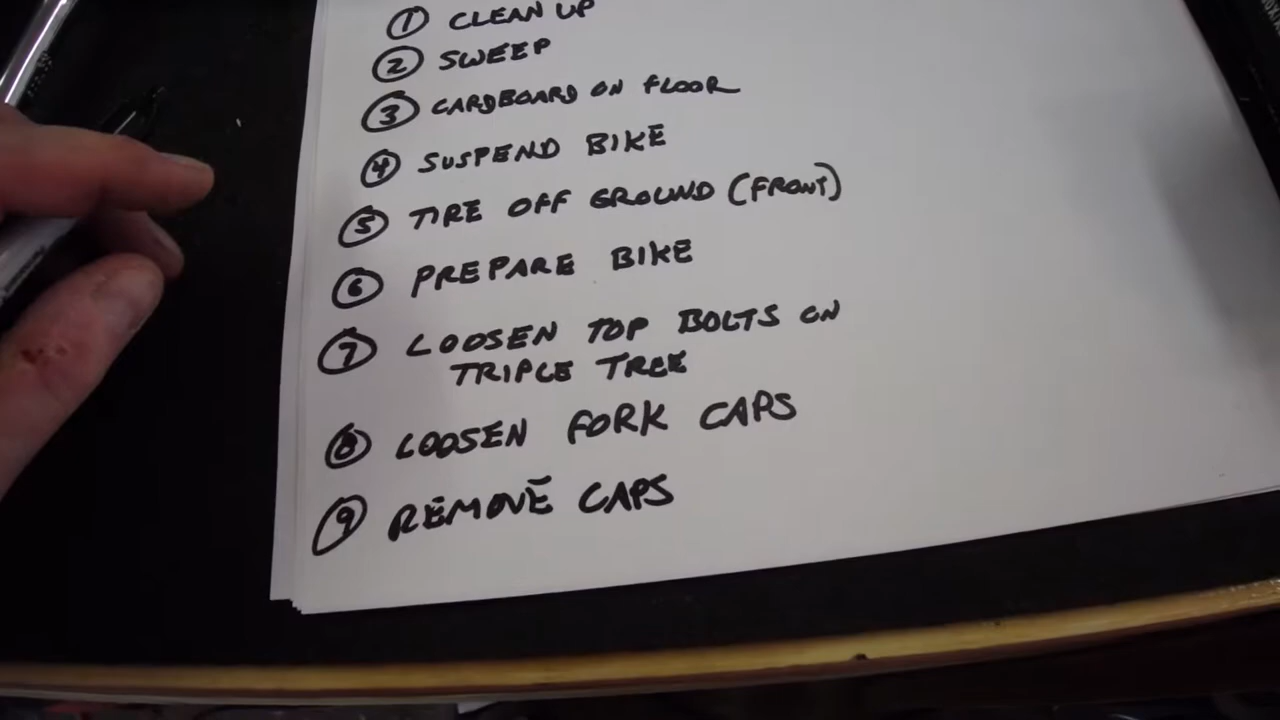 ① CLEAN UP
② SWEEP
③ CARDBOARD ON FLOOR
④ SUSPEND BIKE
⑤ TIRE OFF GROUND (FRONT)
⑥ PREPARE BIKE
⑦ LOOSEN TOP BOLTS ON
TRIPLE TREE
⑧ LOOSEN FORK CAPS
⑨ REMOVE CAPS